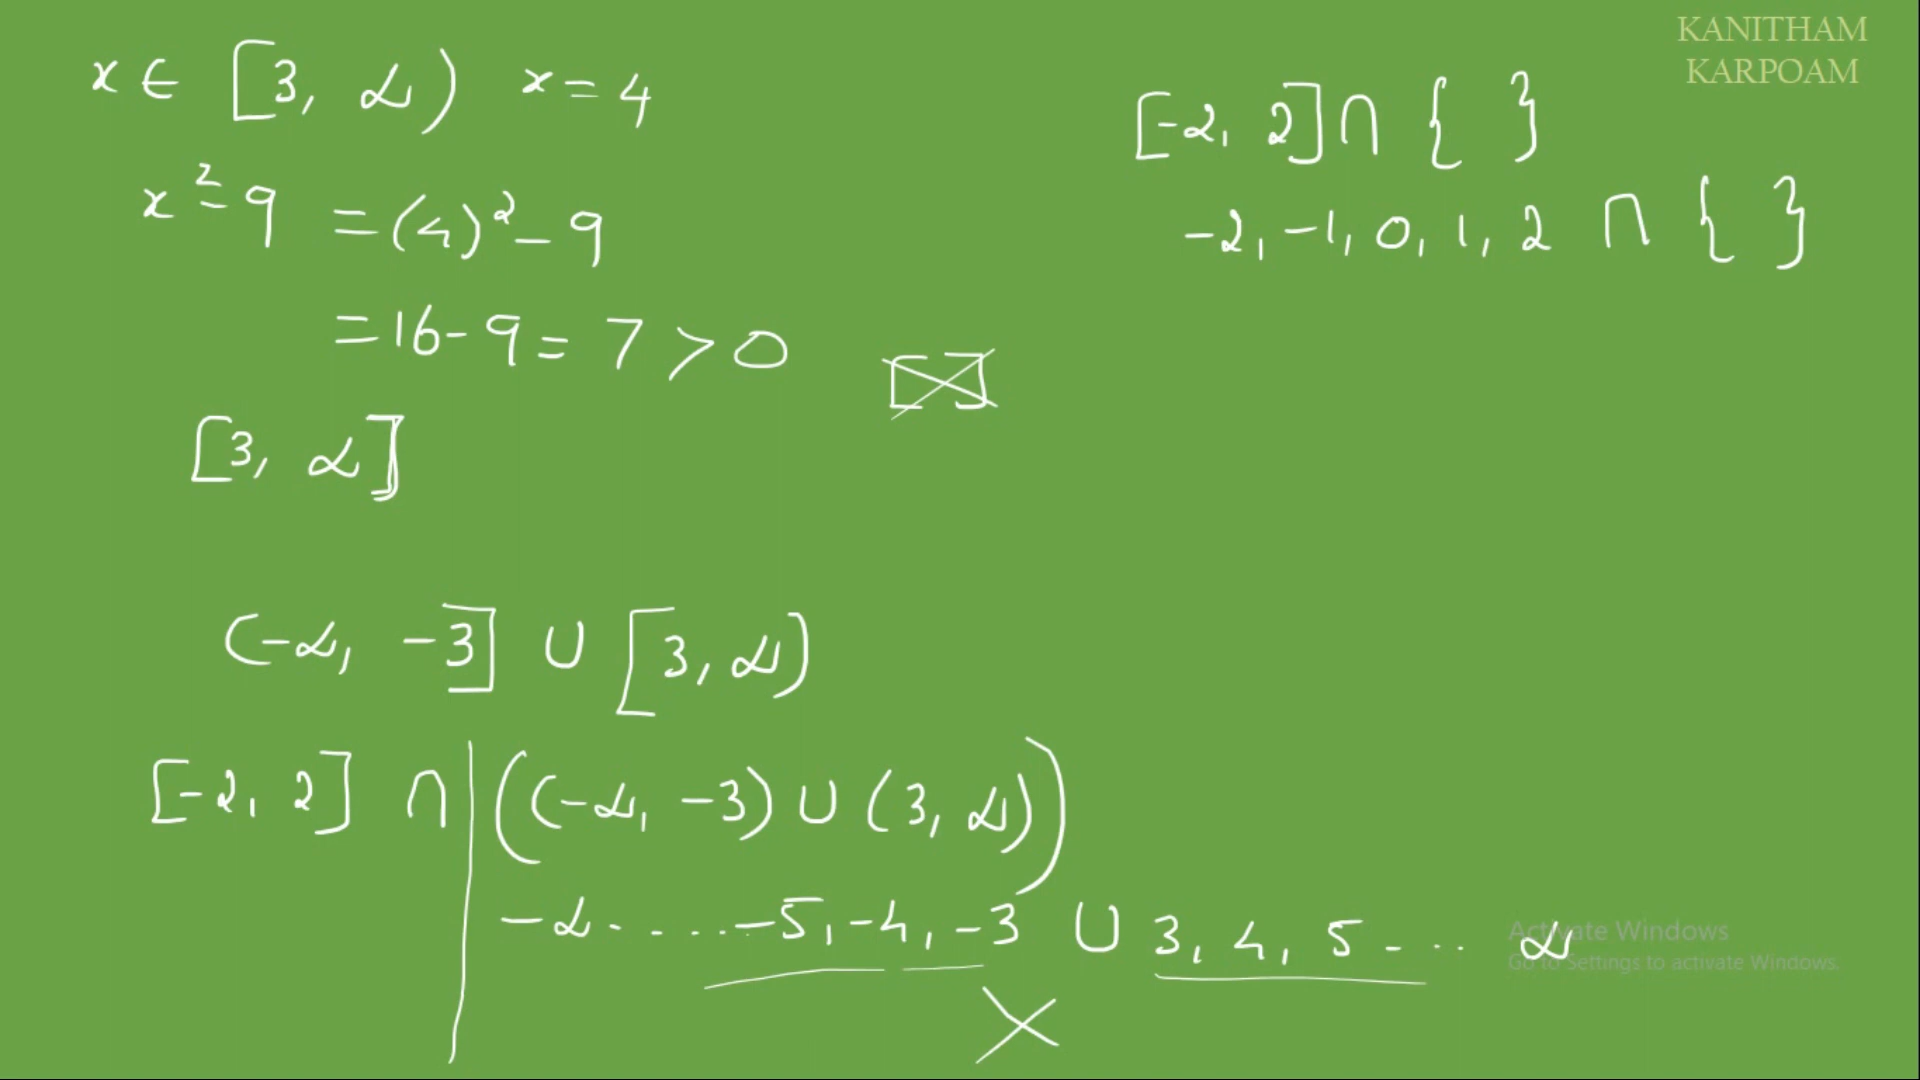 KANITHAM
KARPOAM
x ∈ [3, ∝) x = 4
x² - 9 = (4)² - 9
= 16 - 9 = 7 > 0
[ ]
[3, ∝]
(-∝, -3] ∪ [3, ∝)
[-2, 2] ∩ ((-∝, -3) ∪ (3, ∝))
-∝ . . . . . -5, -4, -3 ∪ 3, 4, 5 - . . . ∝
[-2, 2] ∩ { }
-2, -1, 0, 1, 2 ∩ { }
Activate Windows
Go to Settings to activate Windows.